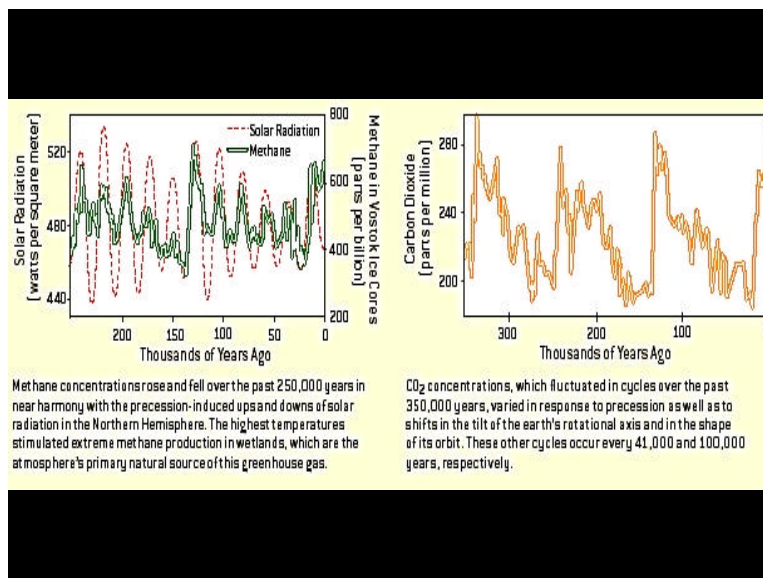 Solar Radiation
[watts per square meter]
520
480
440
Solar Radiation
Methane
800
600
400
200
Methane in Vostok Ice Cores
[pars per billion]
200
150
100
50
0
Thousands of Years Ago
Methane concentrations rose and fell over the past 250,000 years in
near harmony with the precession-induced ups and downs of solar
radiation in the Northern Hemisphere. The highest temperatures
stimulated extreme methane production in wetlands, which are the
atmosphere's primary natural source of this greenhouse gas.
Carbon Dioxide
[parts per million]
280
240
200
300
200
100
Thousands of Years Ago
CO₂ concentrations, which fluctuated in cycles over the past
350,000 years, varied in response to precession as well as to
shifts in the tilt of the earth's rotational axis and in the shape
of its orbit. These other cycles occur every 41,000 and 100,000
years, respectively.